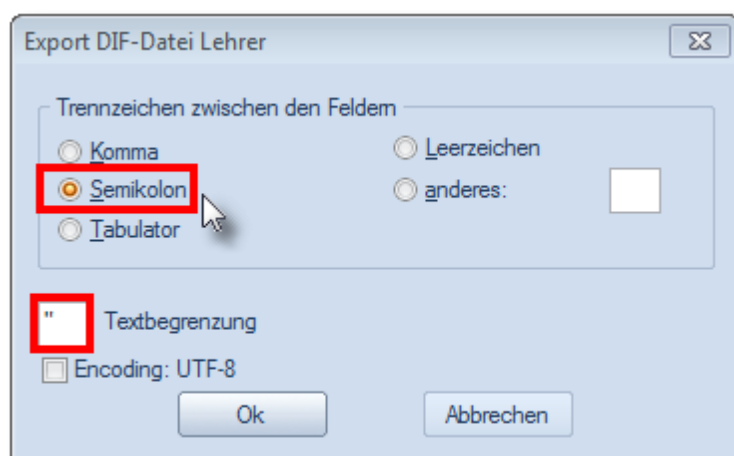 Export DIF-Datei Lehrer
Trennzeichen zwischen den Feldern
Komma
Leerzeichen
Semikolon
anderes:
Tabulator
" Textbegrenzung
Encoding: UTF-8
Ok
Abbrechen